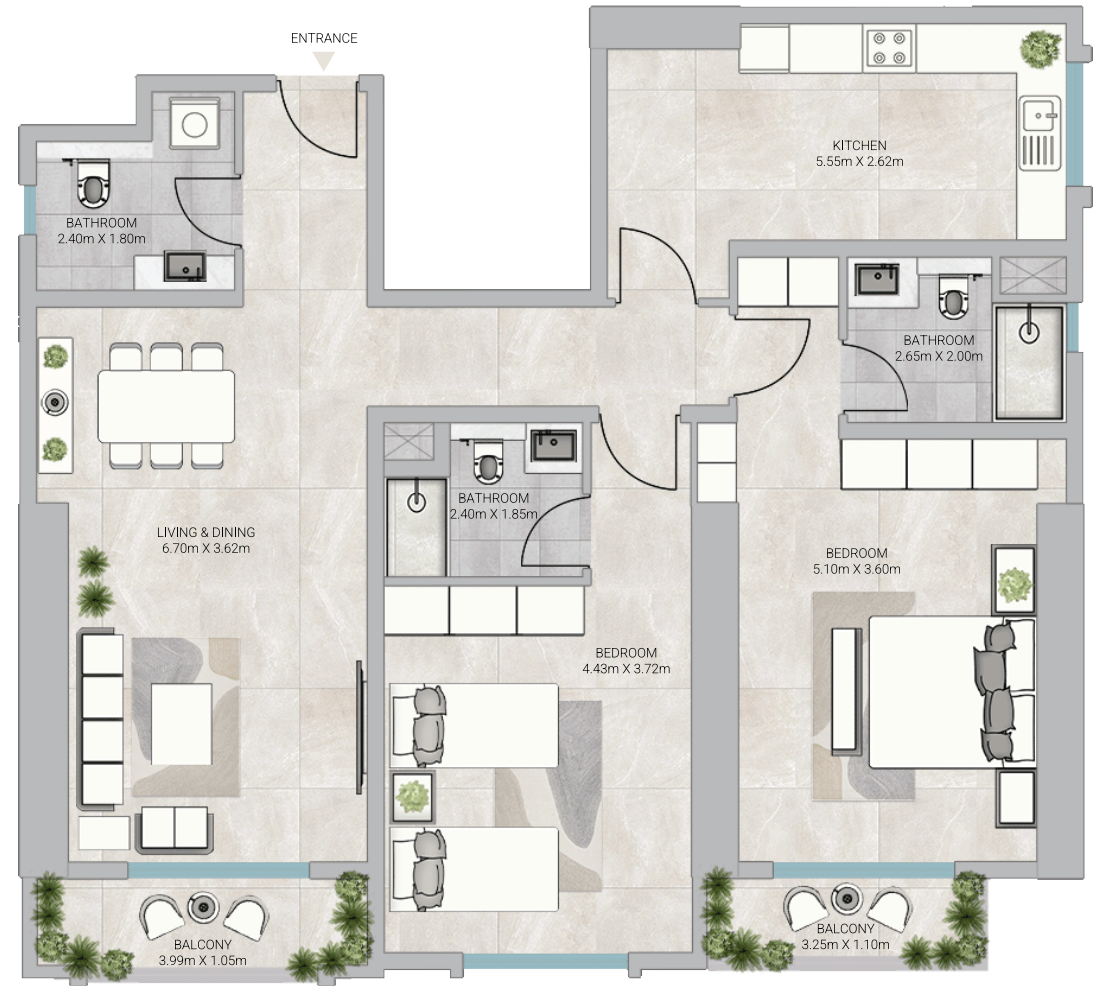 ENTRANCE
KITCHEN
5.55m X 2.62m
BATHROOM
2.40m X 1.80m
BATHROOM
2.65m X 2.00m
BATHROOM
2.40m X 1.85m
LIVING & DINING
6.70m X 3.62m
BEDROOM
5.10m X 3.60m
BEDROOM
4.43m X 3.72m
BALCONY
3.99m X 1.05m
BALCONY
3.25m X 1.10m